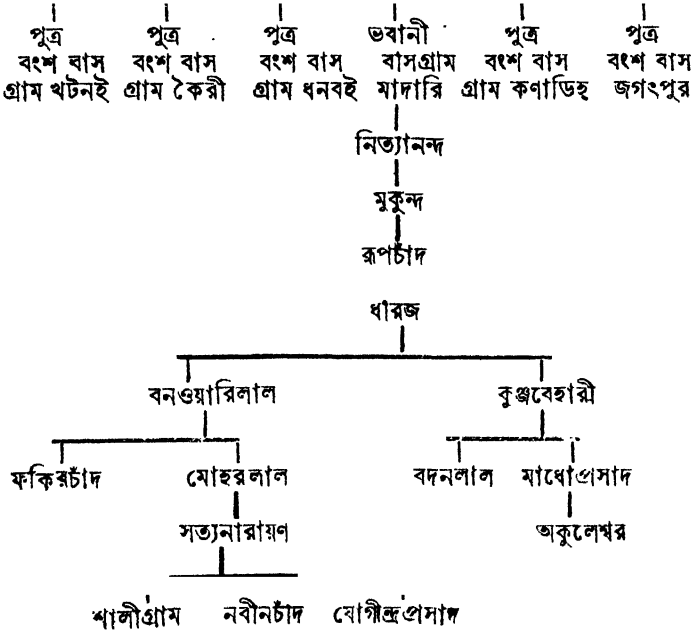 পুত্র পুত্র পুত্র ভবানী পুত্র পুত্র
বংশ বাস বংশ বাস বংশ বাস বাসগ্রাম বংশ বাস বংশ বাস
গ্রাম খটনই গ্রাম কৈরী গ্রাম ধনবই মাদারি গ্রাম কণাডিহ জগৎপুর
নিত্যানন্দ
মুকুন্দ
রূপচাঁদ
ধীরজ
বনওয়ারিলাল কুঞ্জবেহারী
ফকিরচাঁদ মোহরলাল বদনলাল মাধোপ্রসাদ
সত্যনারায়ণ অকুলেশ্বর
শালীগ্রাম নবীনচাঁদ যোগীন্দ্রপ্রসাদ